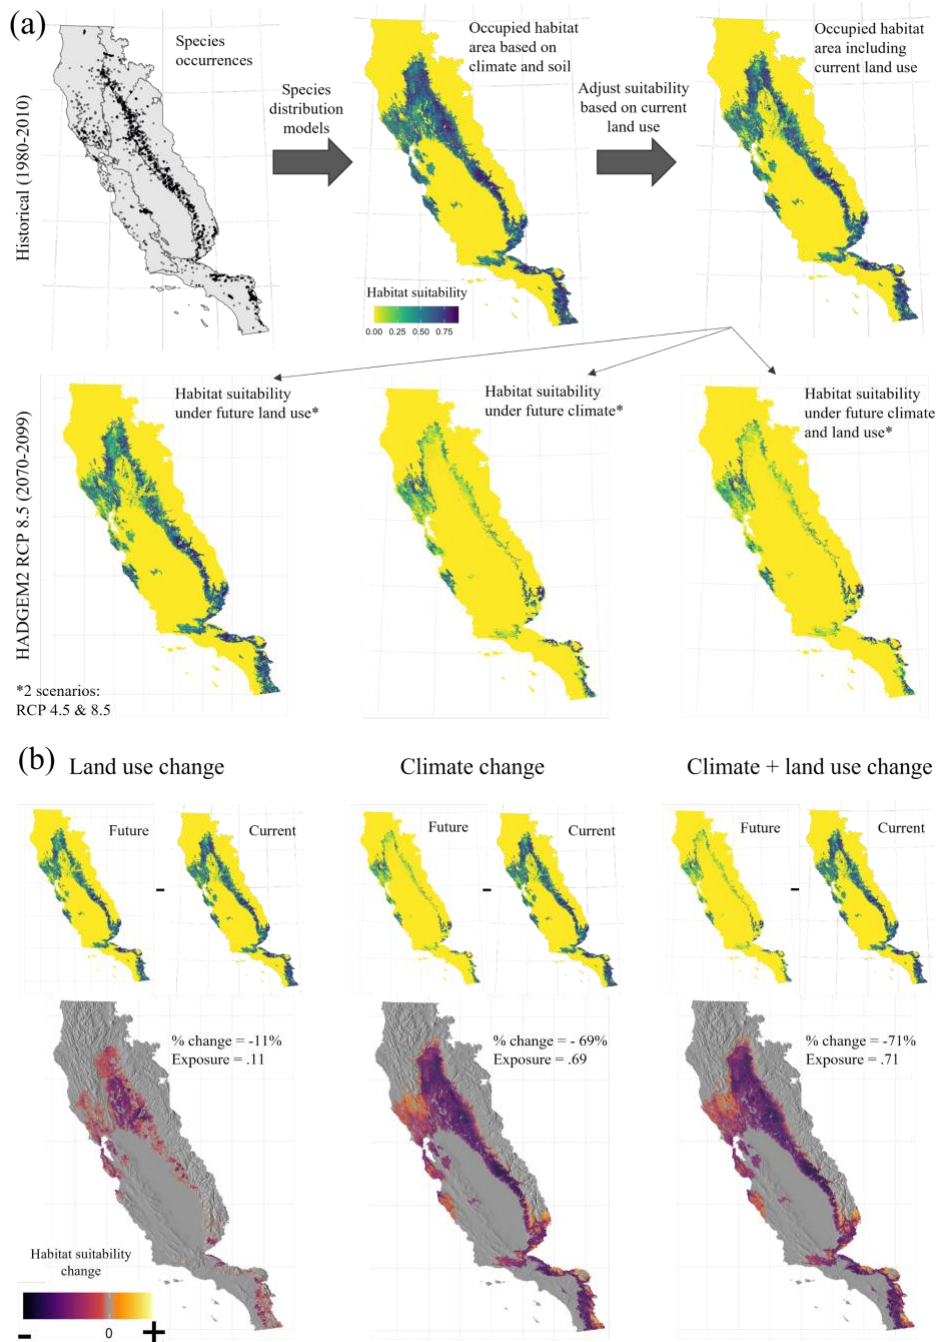 (a)
Historical (1980-2010)
Species
occurrences
Species
distribution
models
Occupied habitat
area based on
climate and soil
Adjust suitability
based on current
land use
Occupied habitat
area including
current land use
Habitat suitability
0.00 0.25 0.50 0.75
HADGEM2 RCP 8.5 (2070-2099)
Habitat suitability
under future land use*
Habitat suitability
under future climate*
Habitat suitability
under future climate
and land use*
*2 scenarios:
RCP 4.5 & 8.5
(b)
Land use change
Climate change
Climate + land use change
Future
-
Current
Future
-
Current
Future
-
Current
% change = -11%
Exposure = .11
% change = - 69%
Exposure = .69
% change = -71%
Exposure = .71
Habitat suitability
change
- 0 +